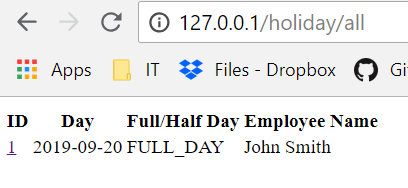 127.0.0.1/holiday/all
Apps IT Files - Dropbox Git
ID Day Full/Half Day Employee Name
1 2019-09-20 FULL_DAY John Smith